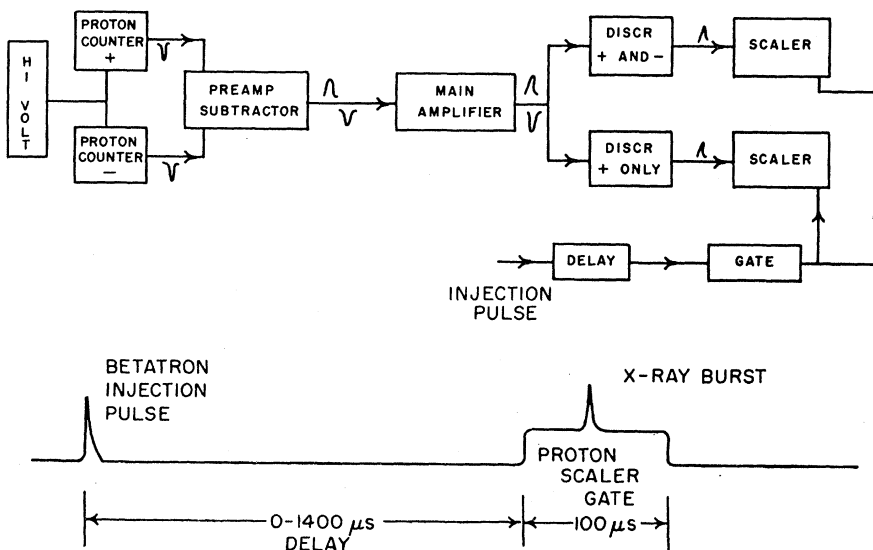 HI VOLT
PROTON
COUNTER
+
PROTON
COUNTER
-
PREAMP
SUBTRACTOR
MAIN
AMPLIFIER
DISCR
+ AND -
SCALER
DISCR
+ ONLY
SCALER
INJECTION
PULSE
DELAY
GATE
BETATRON
INJECTION
PULSE
X-RAY BURST
PROTON
SCALER
GATE
0-1400 μs
DELAY
100 μs